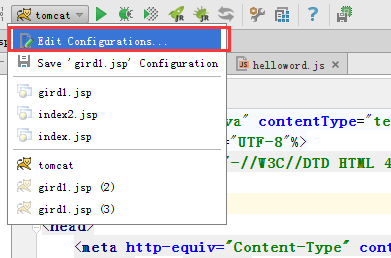 tomcat
JR
JR
Edit Configurations...
Save 'gird1.jsp' Configuration
helloword.js
gird1.jsp
index2.jsp
index.jsp
tomcat
gird1.jsp (2)
gird1.jsp (3)
va" contentType="te
="UTF-8"%>
-//W3C//DTD HTML 4
<head>
<meta http-equiv="Content-Type" cont